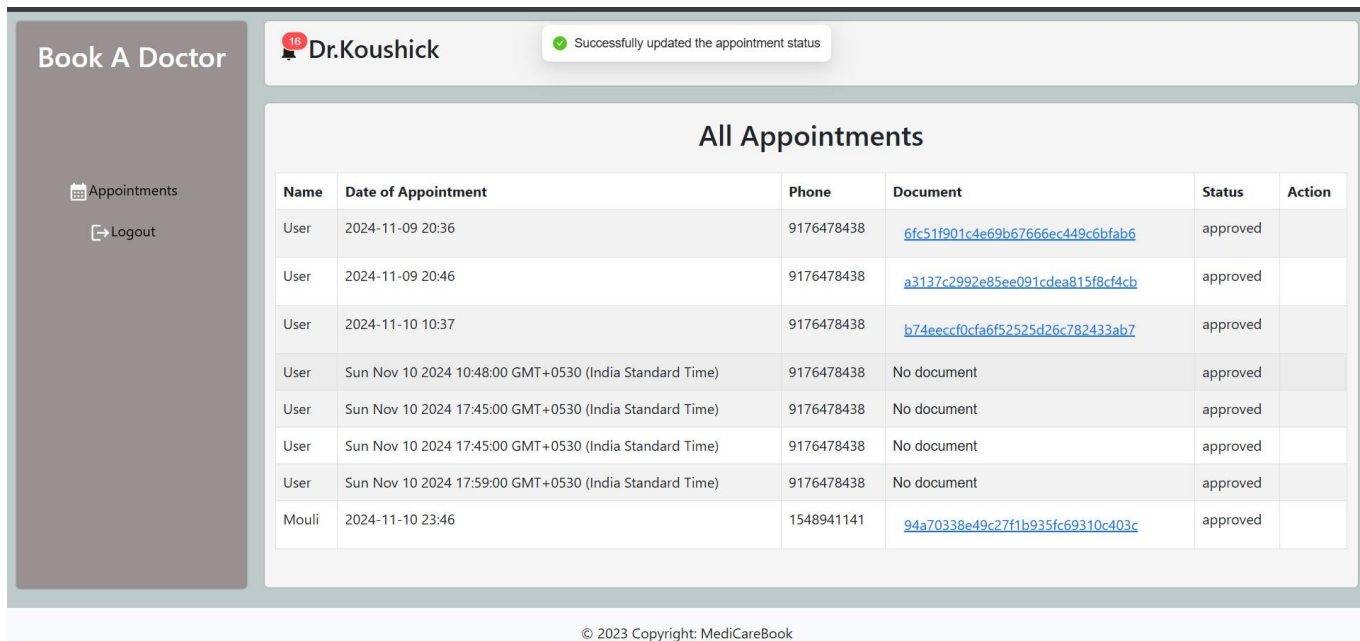 Book A Doctor
Appointments
Logout
16
Dr.Koushick
Successfully updated the appointment status
All Appointments
Name Date of Appointment Phone Document Status Action
User 2024-11-09 20:36 9176478438 6fc51f901c4e69b67666ec449c6bfab6 approved
User 2024-11-09 20:46 9176478438 a3137c2992e85ee091cdea815f8cf4cb approved
User 2024-11-10 10:37 9176478438 b74eeccf0cfa6f52525d26c782433ab7 approved
User Sun Nov 10 2024 10:48:00 GMT+0530 (India Standard Time) 9176478438 No document approved
User Sun Nov 10 2024 17:45:00 GMT+0530 (India Standard Time) 9176478438 No document approved
User Sun Nov 10 2024 17:45:00 GMT+0530 (India Standard Time) 9176478438 No document approved
User Sun Nov 10 2024 17:59:00 GMT+0530 (India Standard Time) 9176478438 No document approved
Mouli 2024-11-10 23:46 1548941141 94a70338e49c27f1b935fc69310c403c approved
© 2023 Copyright: MediCareBook